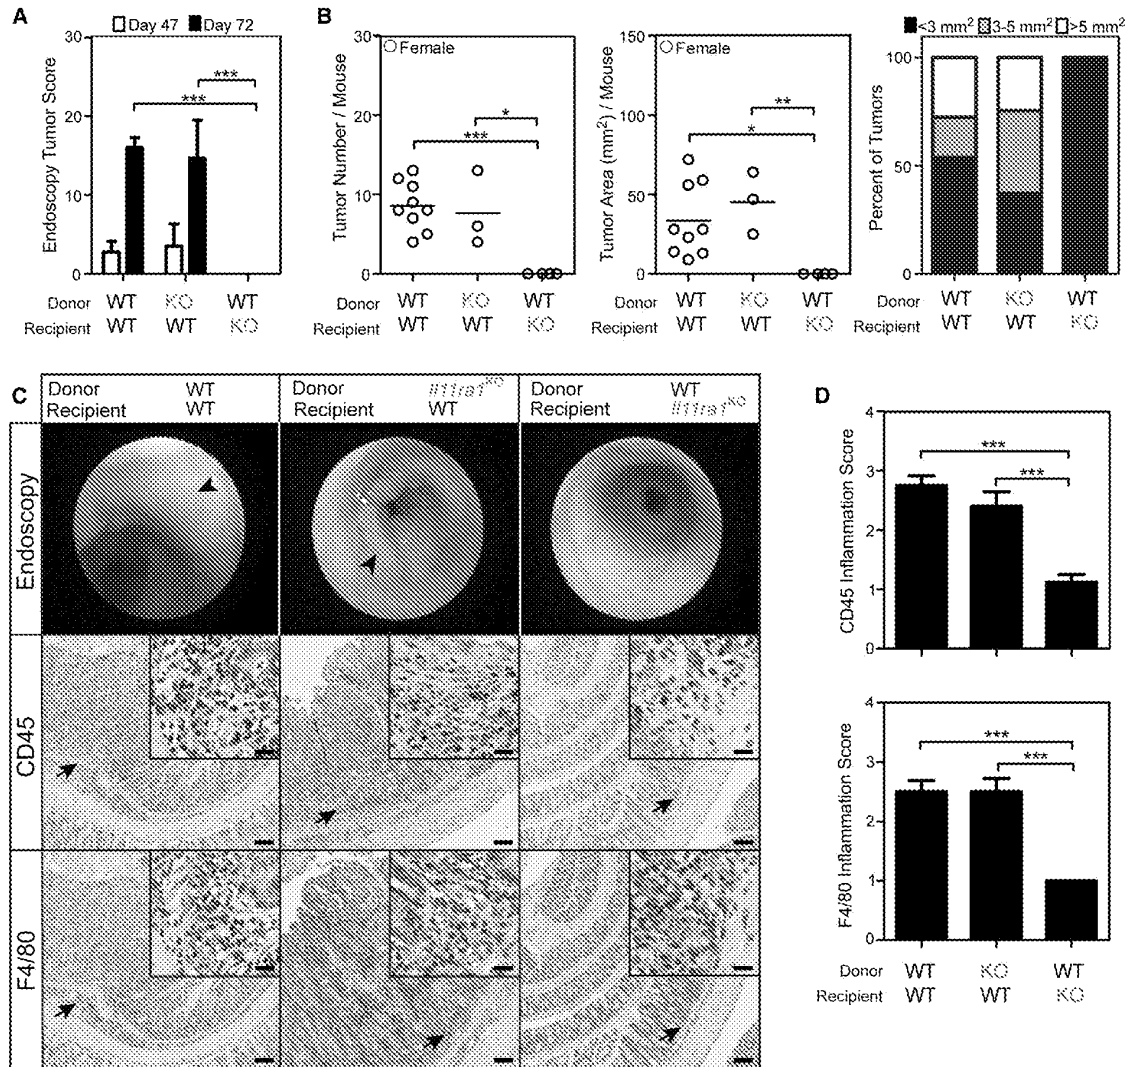 A
Day 47 Day 72
Endoscopy Tumor Score
30
20
10
0
***
***
Donor WT KO WT
Recipient WT WT KO
B
Female
Tumor Number / Mouse
30
20
10
0
*
***
Donor WT KO WT
Recipient WT WT KO
Female
Tumor Area (mm²) / Mouse
150
100
50
0
**
*
Donor WT KO WT
Recipient WT WT KO
<3 mm² 3-5 mm² >5 mm²
Percent of Tumors
100
50
0
Donor WT KO WT
Recipient WT WT KO
C
Donor WT
Recipient WT
Donor Il11ra1KO
Recipient WT
Donor WT
Recipient Il11ra1KO
Endoscopy
CD45
F4/80
D
CD45 Inflammation Score
4
3
2
1
0
***
***
F4/80 Inflammation Score
4
3
2
1
0
***
***
Donor WT KO WT
Recipient WT WT KO